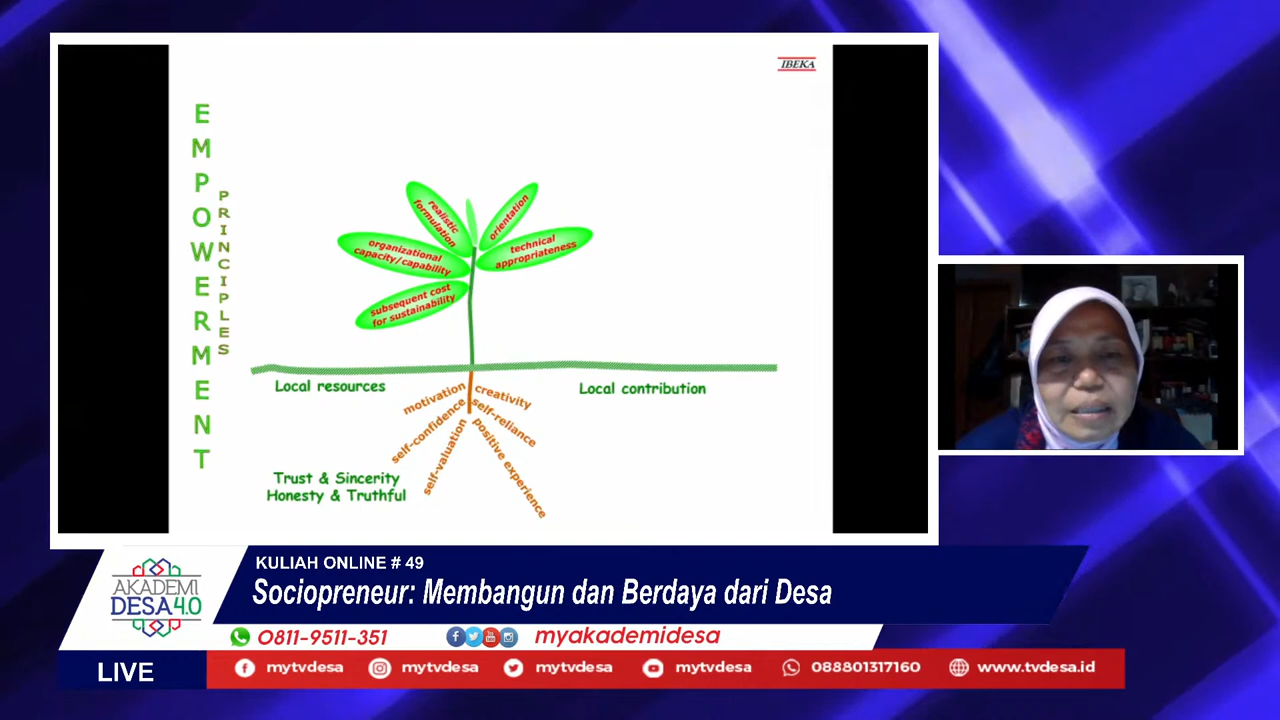 IBEKA
EMPOWERMENT
PRINCIPLES
realistic
formulation
orientation
organizational
capacity/capability
technical
appropriateness
subsequent cost
for sustainability
Local resources
Local contribution
motivation
creativity
self-confidence
self-reliance
self-valuation
positive experience
Trust & Sincerity
Honesty & Truthful
KULIAH ONLINE # 49
Sociopreneur: Membangun dan Berdaya dari Desa
AKADEMI
DESA 4.0
0811-9511-351
myakademidesa
LIVE
mytvdesa
mytvdesa
mytvdesa
mytvdesa
088801317160
www.tvdesa.id